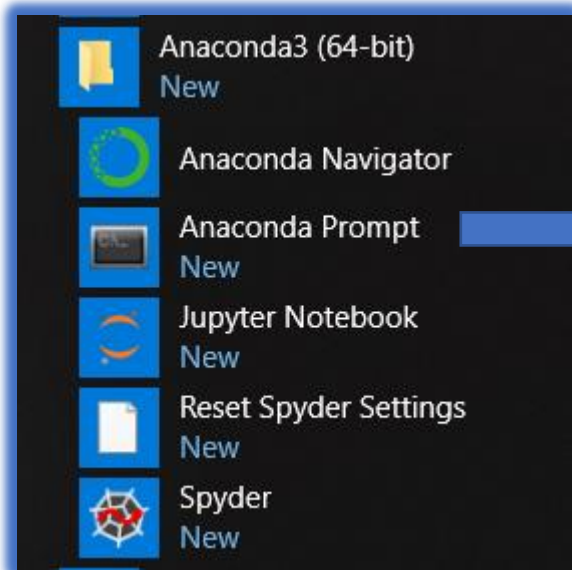 Anaconda3 (64-bit)
New
Anaconda Navigator
Anaconda Prompt
New
Jupyter Notebook
New
Reset Spyder Settings
New
Spyder
New